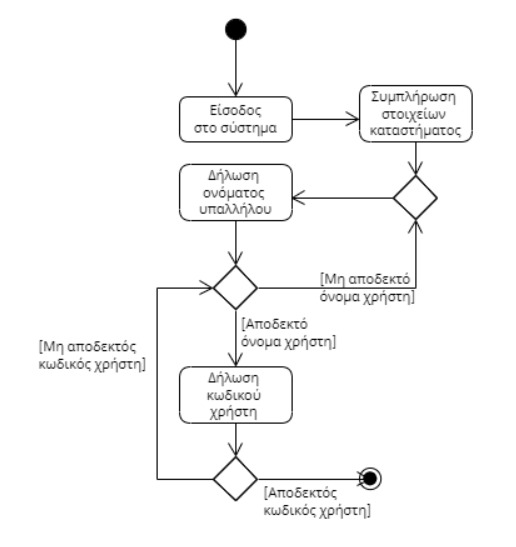 Είσοδος
στο σύστημα
Συμπλήρωση
στοιχείων
καταστήματος
Δήλωση
ονόματος
υπαλλήλου
[Μη αποδεκτό
όνομα χρήστη]
[Αποδεκτό
όνομα χρήστη]
[Μη αποδεκτός
κωδικός χρήστη]
Δήλωση
κωδικού
χρήστη
[Αποδεκτός
κωδικός χρήστη]